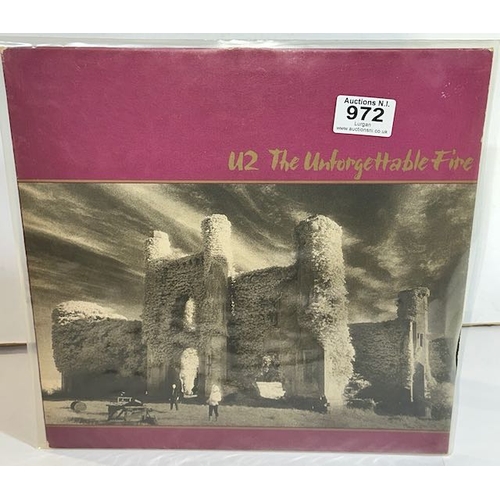 Auctions N.I.
972
Lurgan
www.auctionsni.co.uk
U2 The Unforgettable Fire